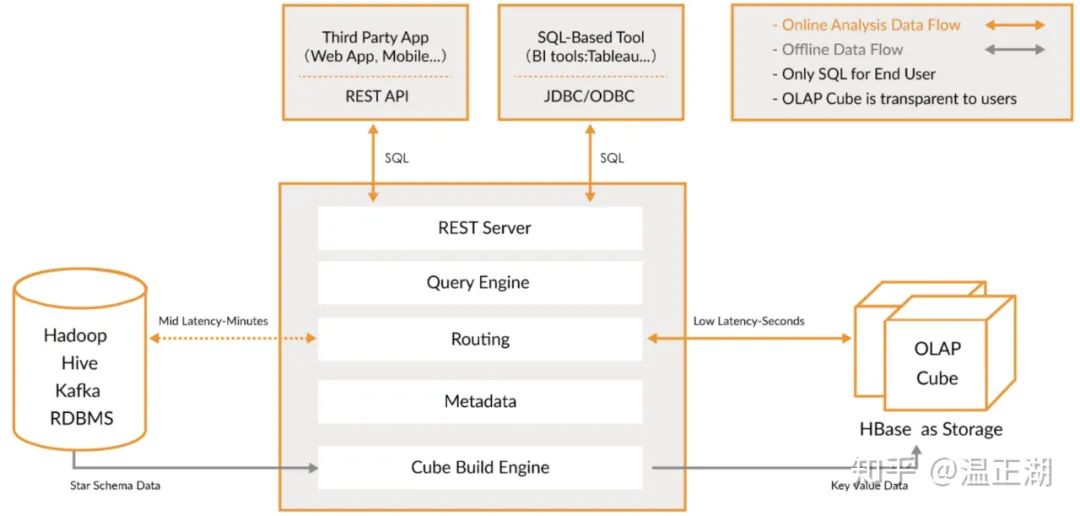 Third Party App
(Web App, Mobile...)
REST API
SQL-Based Tool
(BI tools:Tableau...)
JDBC/ODBC
- Online Analysis Data Flow
- Offline Data Flow
- Only SQL for End User
- OLAP Cube is transparent to users
SQL
SQL
REST Server
Query Engine
Routing
Metadata
Cube Build Engine
Hadoop
Hive
Kafka
RDBMS
Mid Latency-Minutes
Low Latency-Seconds
OLAP
Cube
HBase as Storage
Star Schema Data
Key Value Data
知乎 @温正湖